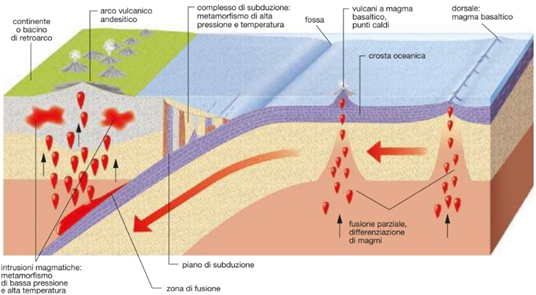 continente
o bacino
di retroarco
arco vulcanico
andesitico
complesso di subduzione:
metamorfismo di alta
pressione e temperatura
fossa
vulcani a magma
basaltico,
punti caldi
dorsale:
magma basaltico
crosta oceanica
fusione parziale,
differenziazione
di magmi
piano di subduzione
zona di fusione
intrusioni magmatiche:
metamorfismo
di bassa pressione
e alta temperatura